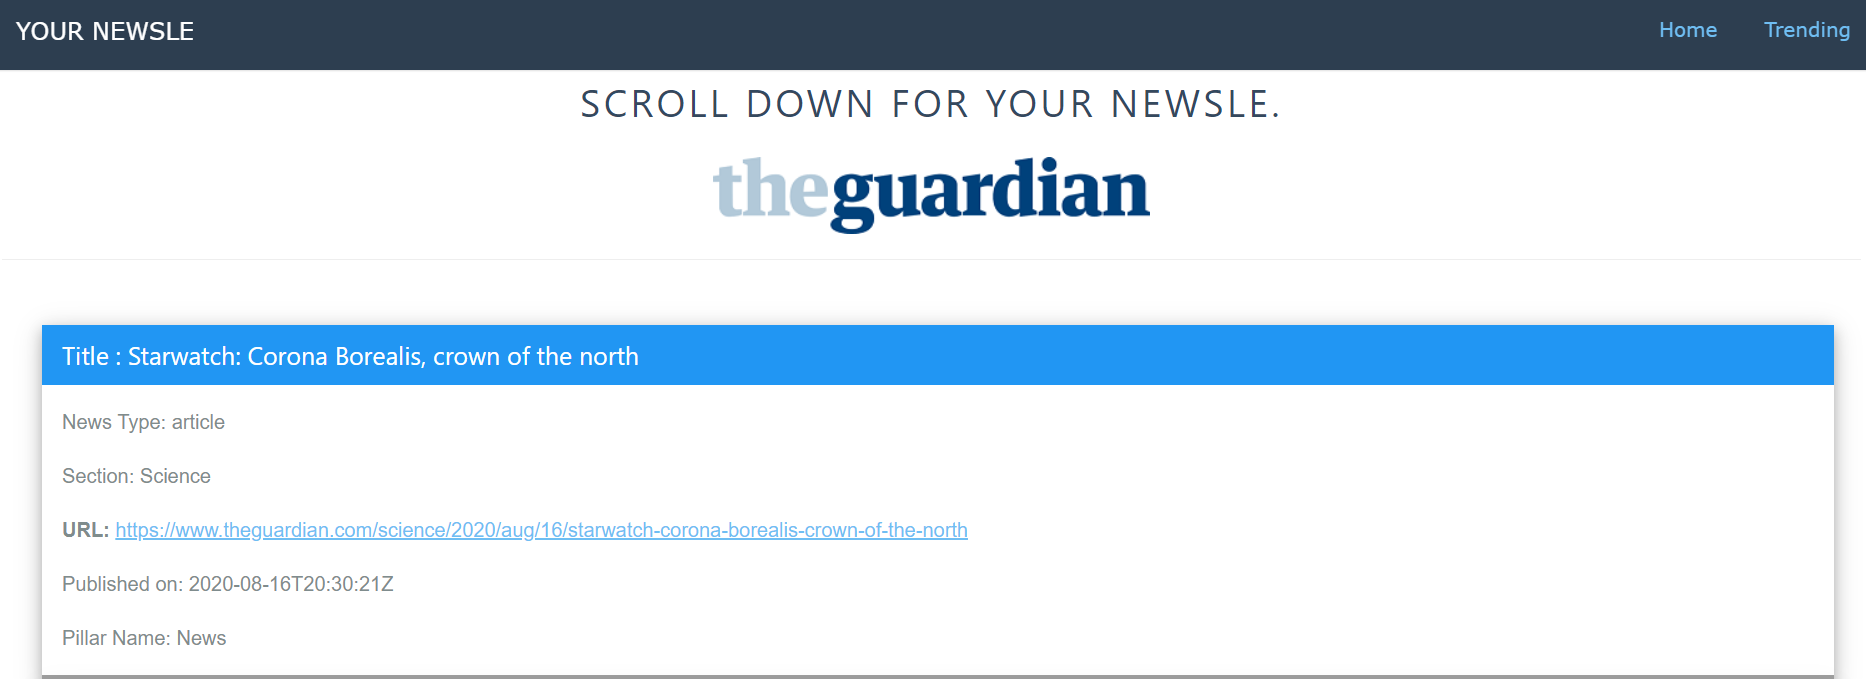 YOUR NEWSLE
Home
Trending
SCROLL DOWN FOR YOUR NEWSLE.
theguardian
Title : Starwatch: Corona Borealis, crown of the north
News Type: article
Section: Science
URL: https://www.theguardian.com/science/2020/aug/16/starwatch-corona-borealis-crown-of-the-north
Published on: 2020-08-16T20:30:21Z
Pillar Name: News